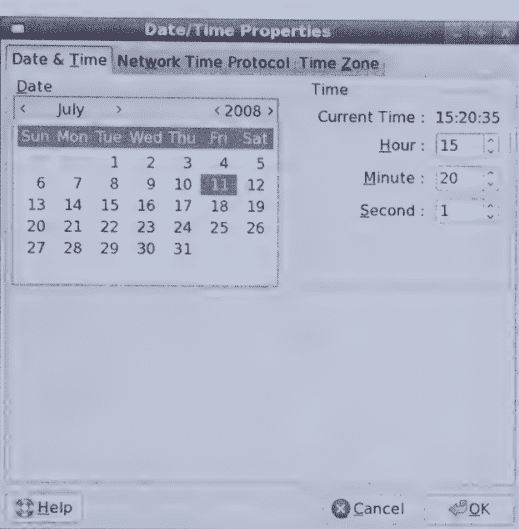 Date/Time Properties
Date & Time Network Time Protocol Time Zone
Date
Time
< July > < 2008 >
Current Time : 15:20:35
Sun Mon Tue Wed Thu Fri Sat
Hour : 15
1 2 3 4 5
6 7 8 9 10 11 12
Minute : 20
13 14 15 16 17 18 19
Second : 1
20 21 22 23 24 25 26
27 28 29 30 31
Help
Cancel
OK